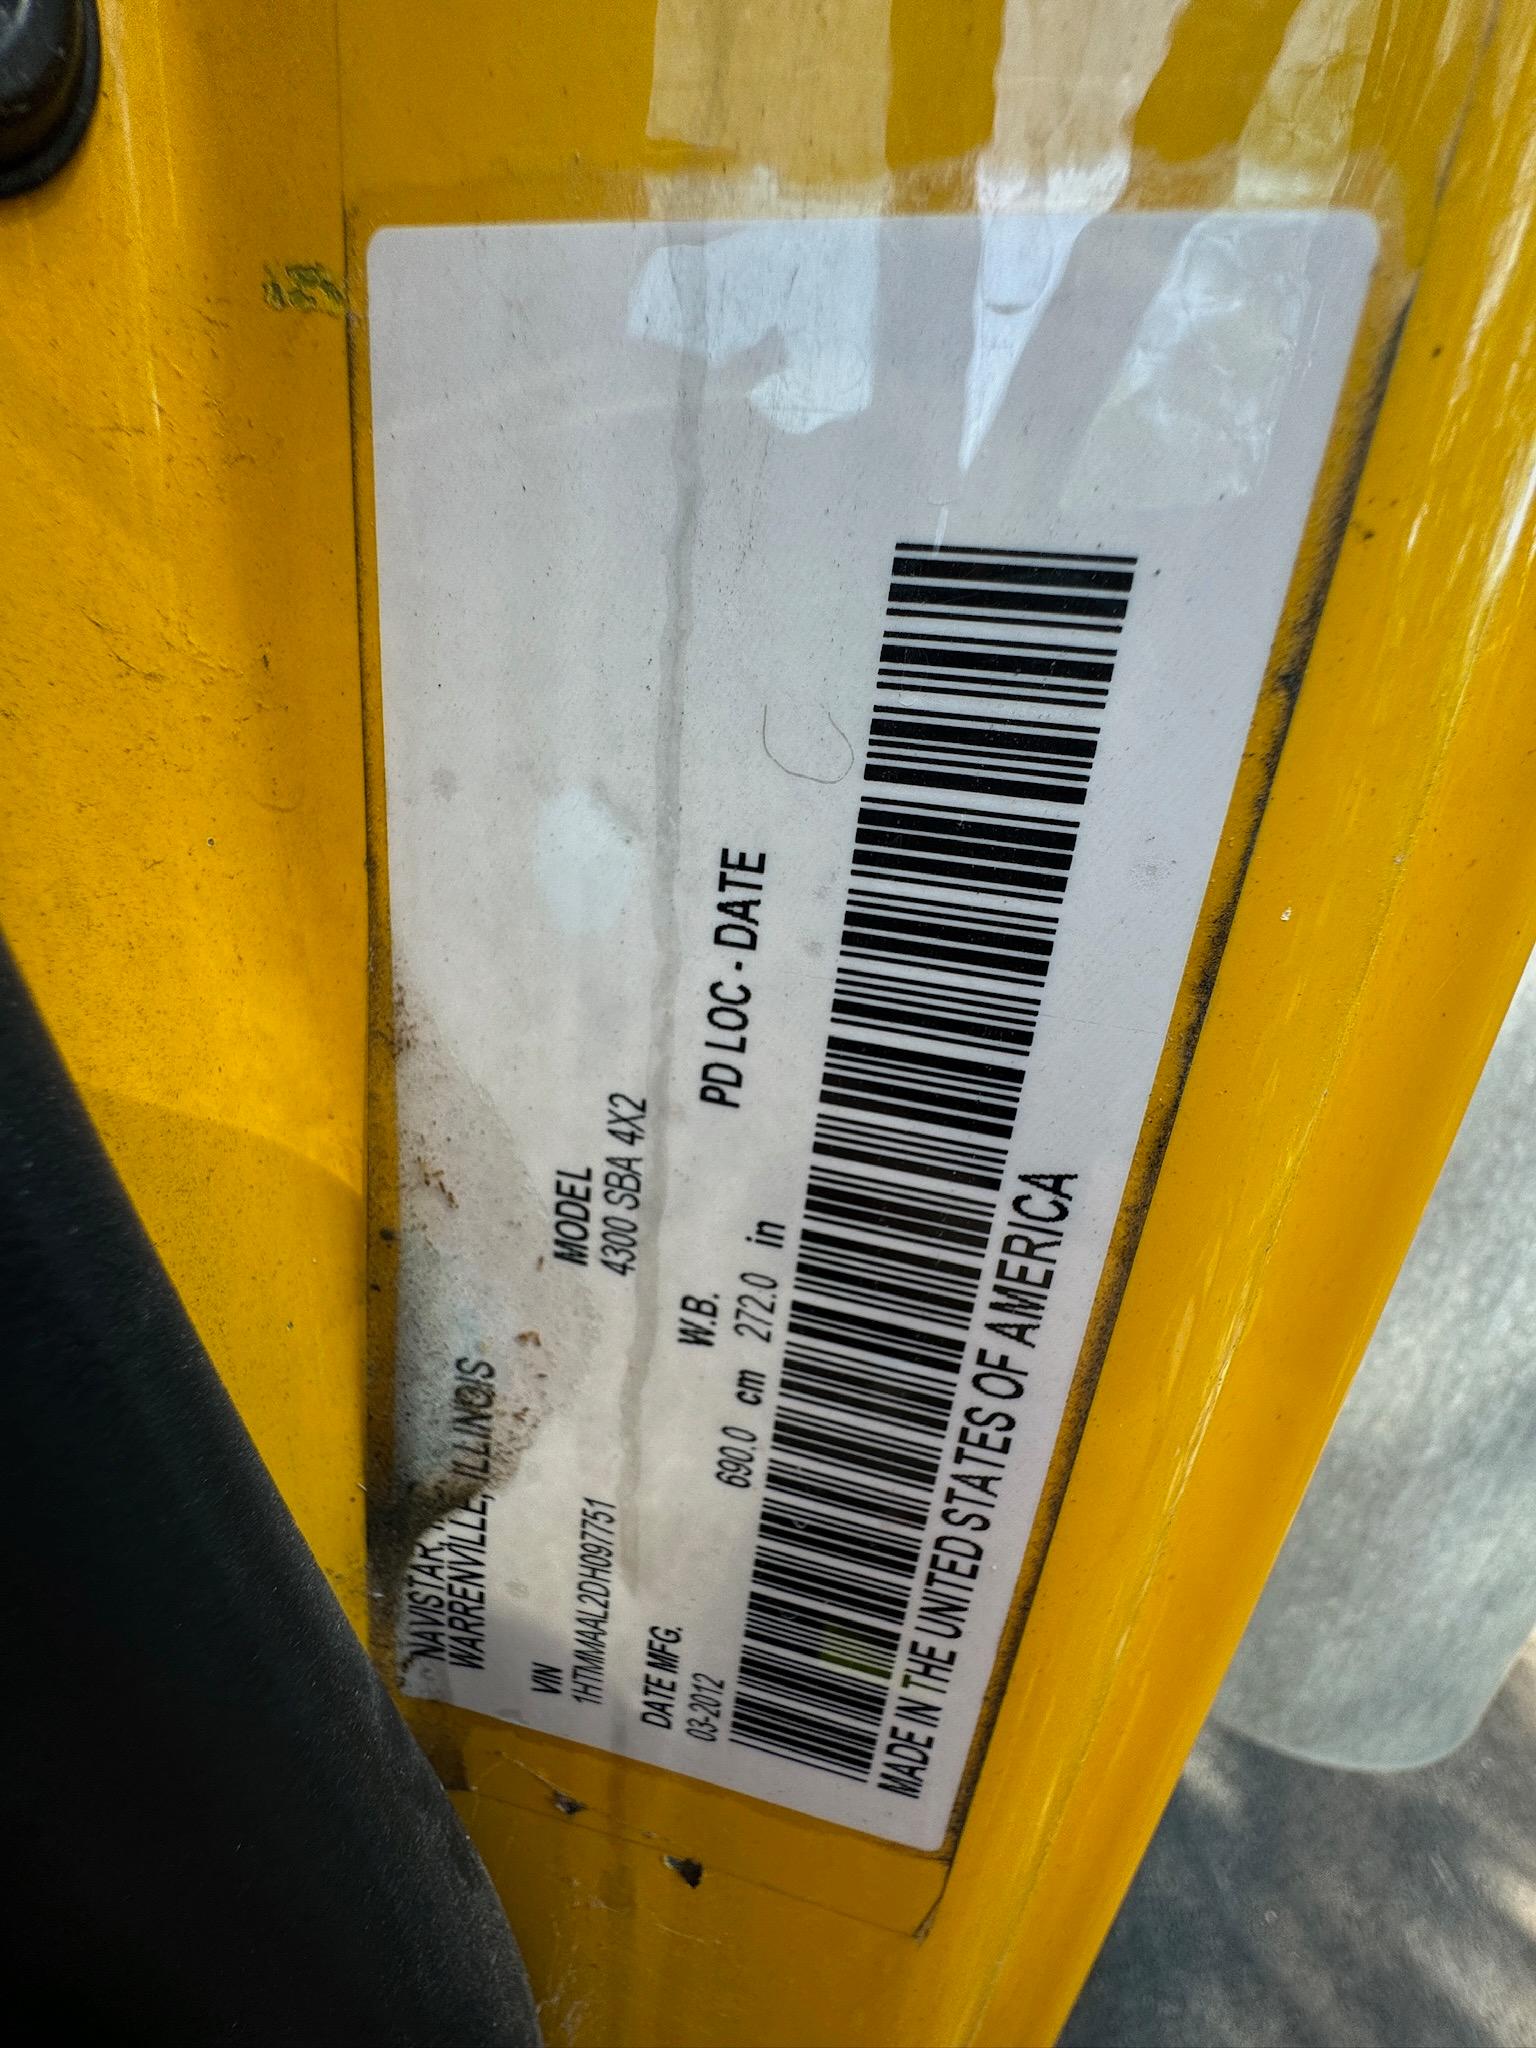 NAVISTAR,
WARRENVILLE, ILLINOIS
VIN
1HTMMAAL2DH097751
MODEL
4300 SBA 4X2
DATE MFG.
03-2012
W.B.
690.0 cm 272.0 in
PD LOC - DATE
MADE IN THE UNITED STATES OF AMERICA